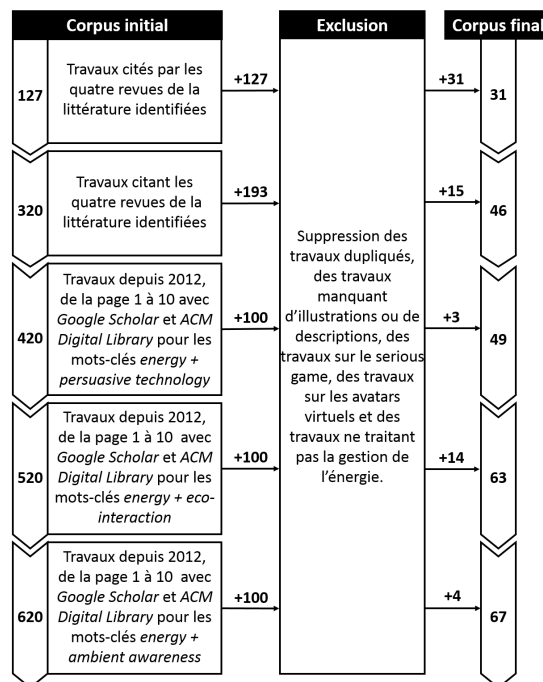 Corpus initial
Exclusion
Corpus final
127
Travaux cités par les
quatre revues de la
littérature identifiées
+127
+31
31
320
Travaux citant les
quatre revues de la
littérature identifiées
+193
+15
46
420
Travaux depuis 2012,
de la page 1 à 10 avec
Google Scholar et ACM
Digital Library pour les
mots-clés energy +
persuasive technology
+100
Suppression des
travaux dupliqués,
des travaux
manquant
d’illustrations ou de
descriptions, des
travaux sur le serious
game, des travaux
sur les avatars
virtuels et des
travaux ne traitant
pas la gestion de
l’énergie.
+3
49
520
Travaux depuis 2012,
de la page 1 à 10 avec
Google Scholar et ACM
Digital Library pour les
mots-clés energy + eco-
interaction
+100
+14
63
620
Travaux depuis 2012,
de la page 1 à 10 avec
Google Scholar et ACM
Digital Library pour les
mots-clés energy +
ambient awareness
+100
+4
67